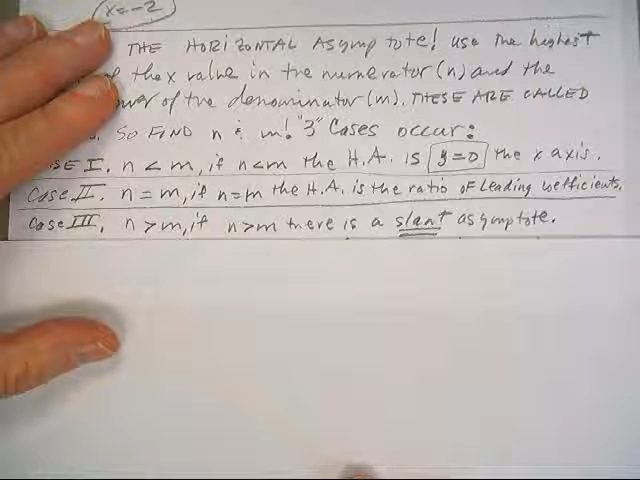 x=-2
THE HORIZONTAL Asymptote! use the highest
of the x value in the numerator (n) and the
power of the denominator (m). THESE ARE CALLED
SO FIND n & m! "3" Cases occur:
CASE I. n < m, if n<m the H.A. is y=0 the x axis.
Case II. n = m, if n=m the H.A. is the ratio of Leading coefficients.
Case III. n > m, if n>m there is a slant asymptote.